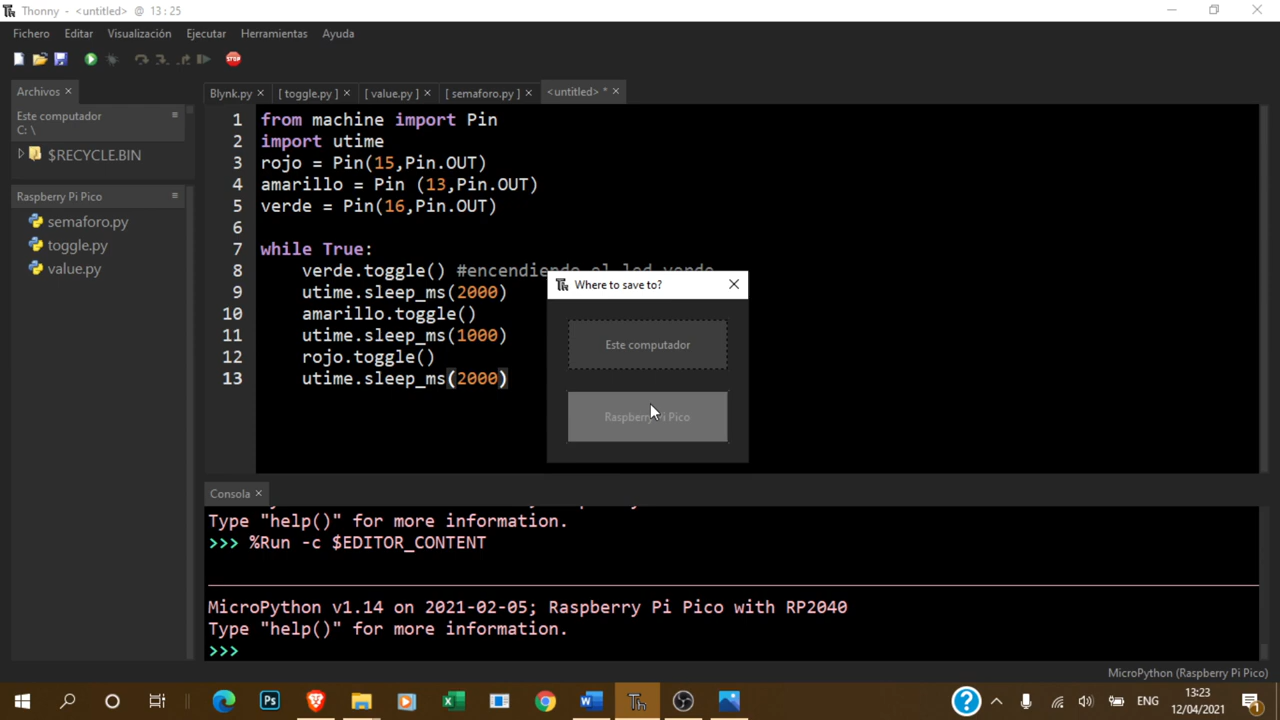 Thonny - <untitled> @ 13 : 25
Fichero Editar Visualización Ejecutar Herramientas Ayuda
STOP
Archivos ×
Este computador
C: \
$RECYCLE.BIN
Raspberry Pi Pico
semaforo.py
toggle.py
value.py
Blynk.py × [ toggle.py ] × [ value.py ] × [ semaforo.py ] × <untitled> * ×
1 from machine import Pin
2 import utime
3 rojo = Pin(15,Pin.OUT)
4 amarillo = Pin (13,Pin.OUT)
5 verde = Pin(16,Pin.OUT)
6
7 while True:
8 verde.toggle() #encendiendo el led verde
9 utime.sleep_ms(2000)
10 amarillo.toggle()
11 utime.sleep_ms(1000)
12 rojo.toggle()
13 utime.sleep_ms(2000)
Where to save to?
Este computador
Raspberry Pi Pico
Consola ×
Type "help()" for more information.
>>> %Run -c $EDITOR_CONTENT
MicroPython v1.14 on 2021-02-05; Raspberry Pi Pico with RP2040
Type "help()" for more information.
>>>
MicroPython (Raspberry Pi Pico)
ENG
13:23
12/04/2021